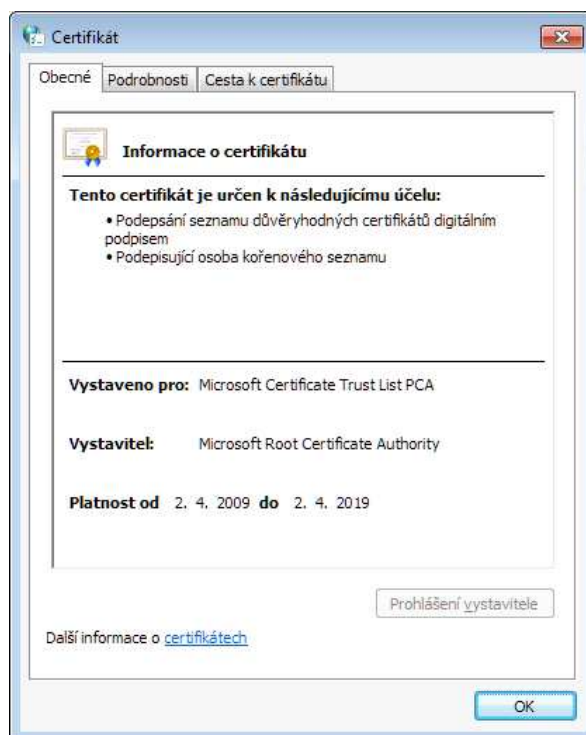 Certifikát
Obecné Podrobnosti Cesta k certifikátu
Informace o certifikátu
Tento certifikát je určen k následujícímu účelu:
• Podepsání seznamu důvěryhodných certifikátů digitálním
podpisem
• Podepisující osoba kořenového seznamu
Vystaveno pro: Microsoft Certificate Trust List PCA
Vystavitel: Microsoft Root Certificate Authority
Platnost od 2. 4. 2009 do 2. 4. 2019
Prohlášení vystavitele
Další informace o certifikátech
OK